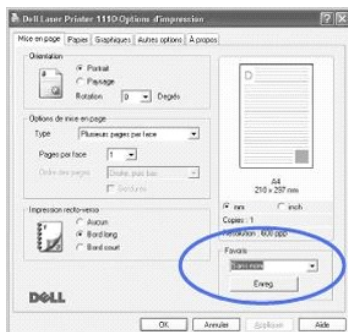 Dell Laser Printer 1110 Options d'impression
Mise en page Papier Graphiques Autres options À propos
Orientation
Portrait
Paysage
Rotation 0 Degrés
Options de mise en page
Type Plusieurs pages par face
Pages par face 1
Ordre des pages Droite, puis bas
Bordures
Impression recto-verso
Aucun
Bord long
Bord court
A4
210 x 297 mm
mm inch
Copies : 1
Résolution : 600 ppp
Favoris
Sans nom
Enreg.
DELL
OK Annuler Appliquer Aide